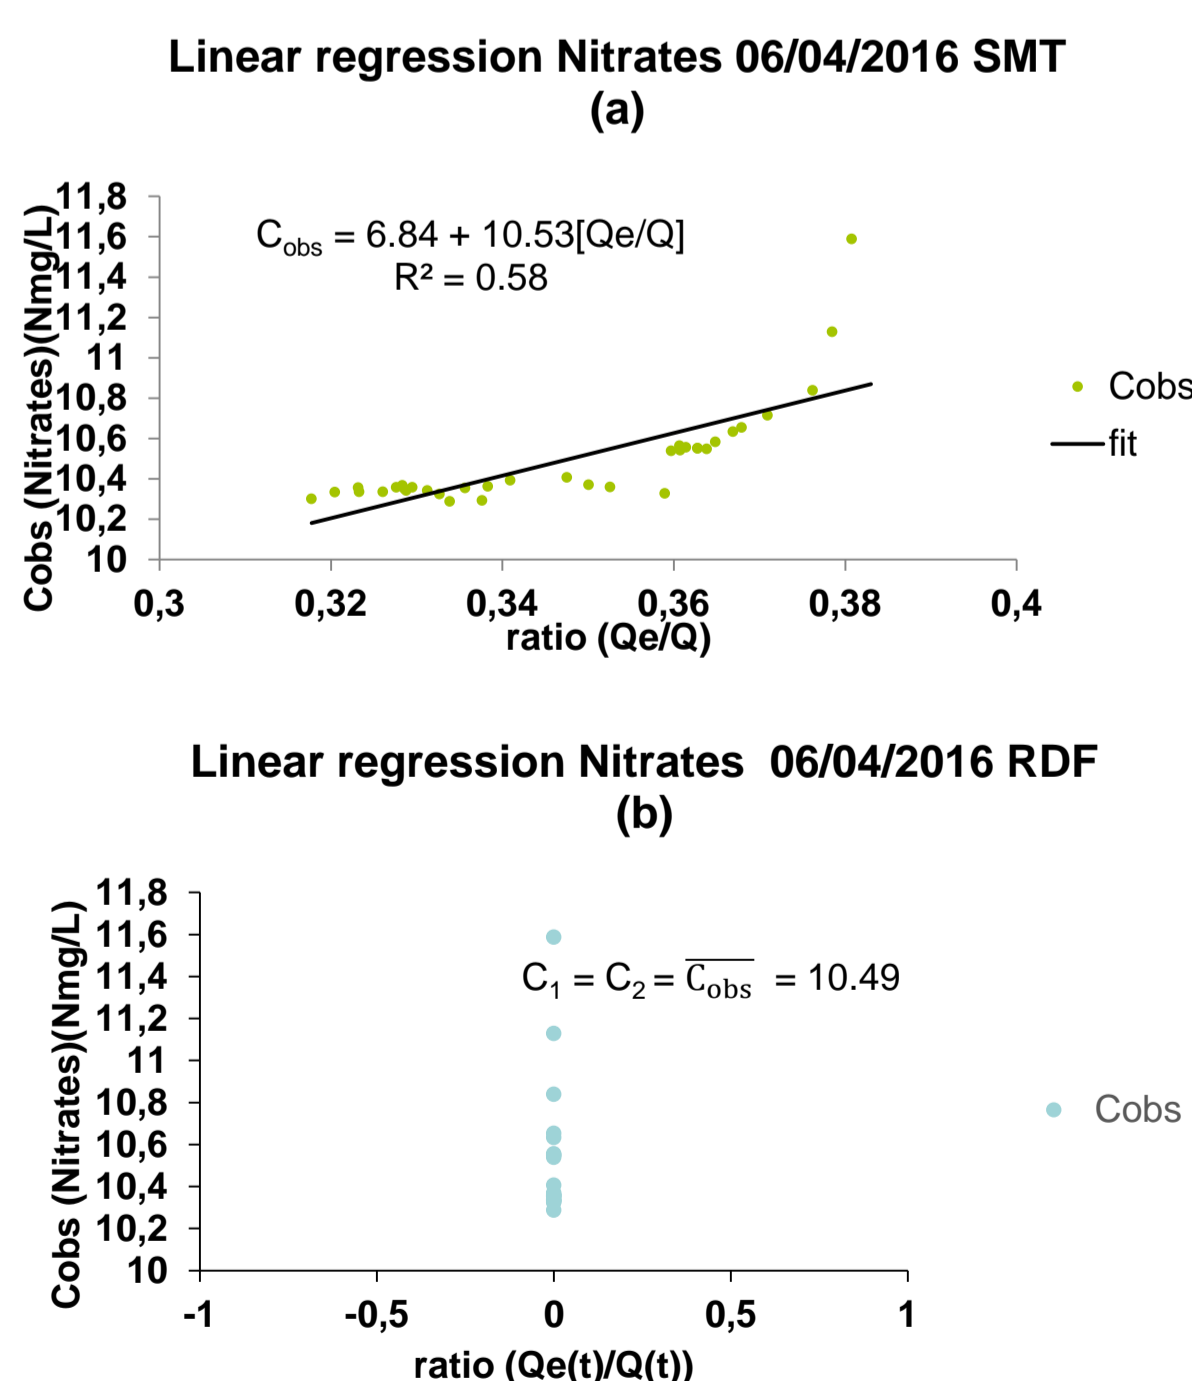 Linear regression Nitrates 06/04/2016 SMT
(a)
11,8
11,6
11,4
11,2
11
10,8
10,6
10,4
10,2
10
Cobs (Nitrates)(Nmg/L)
C_obs = 6.84 + 10.53[Qe/Q]
R² = 0.58
Cobs
fit
0,3 0,32 0,34 0,36 0,38 0,4
ratio (Qe/Q)
Linear regression Nitrates 06/04/2016 RDF
(b)
11,8
11,6
11,4
11,2
11
10,8
10,6
10,4
10,2
10
Cobs (Nitrates)(Nmg/L)
C₁ = C₂ = C̅_obs = 10.49
Cobs
-1 -0,5 0 0,5 1
ratio (Qe(t)/Q(t))